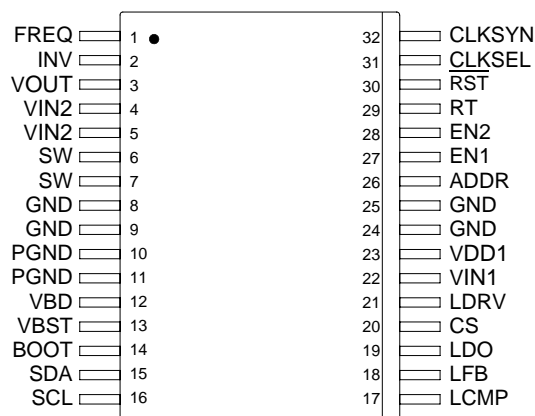 FREQ 1 32 CLKSYN
INV 2 31 CLKSEL
VOUT 3 30 RST
VIN2 4 29 RT
VIN2 5 28 EN2
SW 6 27 EN1
SW 7 26 ADDR
GND 8 25 GND
GND 9 24 GND
PGND 10 23 VDD1
PGND 11 22 VIN1
VBD 12 21 LDRV
VBST 13 20 CS
BOOT 14 19 LDO
SDA 15 18 LFB
SCL 16 17 LCMP